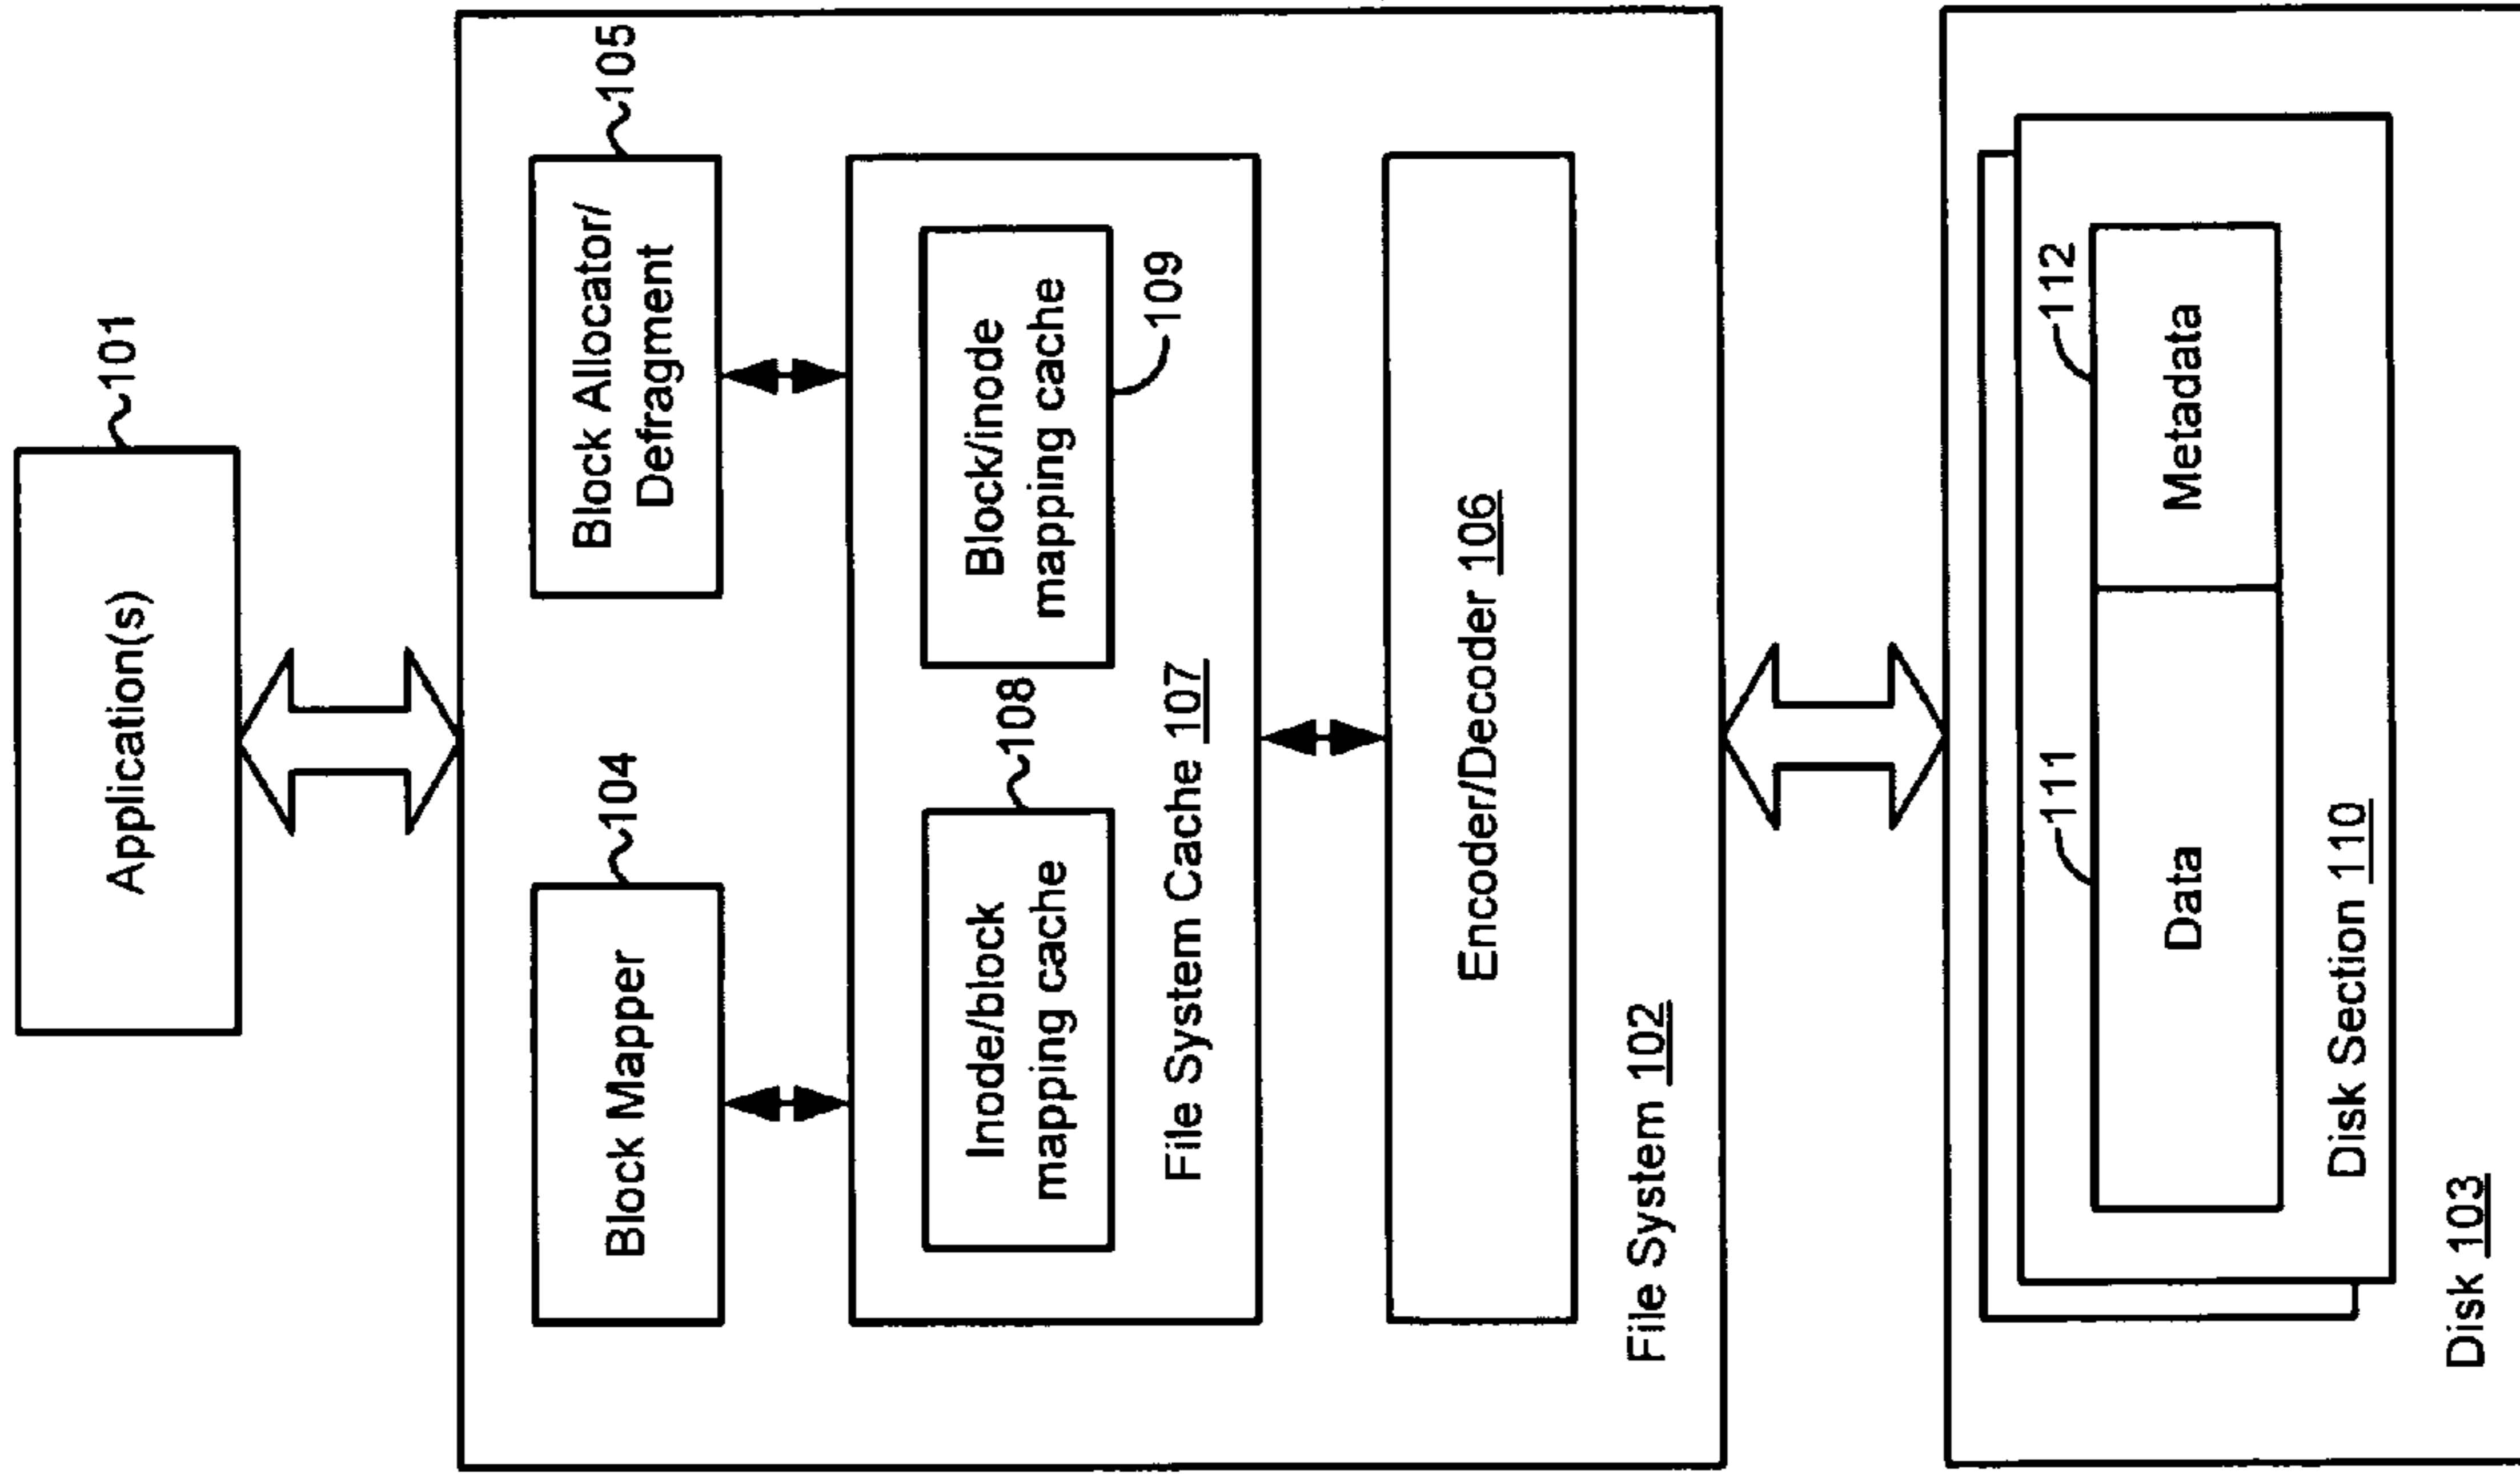 Application(s)
101
Block Mapper
104
Block Allocator/
Defragment
105
Inode/block
mapping cache
108
Block/inode
mapping cache
109
File System Cache 107
Encoder/Decoder 106
File System 102
111
112
Data
Metadata
Disk Section 110
Disk 103